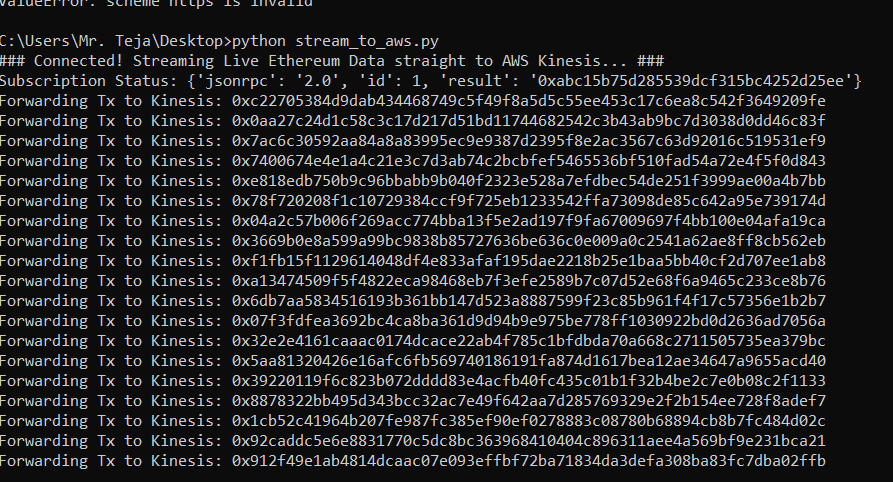 ValueError: scheme https is invalid
C:\Users\Mr. Teja\Desktop>python stream_to_aws.py
### Connected! Streaming Live Ethereum Data straight to AWS Kinesis... ###
Subscription Status: {'jsonrpc': '2.0', 'id': 1, 'result': '0xabc15b75d285539dcf315bc4252d25ee'}
Forwarding Tx to Kinesis: 0xc22705384d9dab434468749c5f49f8a5d5c55ee453c17c6ea8c542f3649209fe
Forwarding Tx to Kinesis: 0x0aa27c24d1c58c3c17d217d51bd11744682542c3b43ab9bc7d3038d0dd46c83f
Forwarding Tx to Kinesis: 0x7ac6c30592aa84a8a83995ec9e9387d2395f8e2ac3567c63d92016c519531ef9
Forwarding Tx to Kinesis: 0x7400674e4e1a4c21e3c7d3ab74c2bcbfef5465536bf510fad54a72e4f5f0d843
Forwarding Tx to Kinesis: 0xe818edb750b9c96bbabb9b040f2323e528a7efdbec54de251f3999ae00a4b7bb
Forwarding Tx to Kinesis: 0x78f720208f1c10729384ccf9f725eb1233542ffa73098de85c642a95e739174d
Forwarding Tx to Kinesis: 0x04a2c57b006f269acc774bba13f5e2ad197f9fa67009697f4bb100e04afa19ca
Forwarding Tx to Kinesis: 0x3669b0e8a599a99bc9838b85727636be636c0e009a0c2541a62ae8ff8cb562eb
Forwarding Tx to Kinesis: 0xf1fb15f1129614048df4e833afaf195dae2218b25e1baa5bb40cf2d707ee1ab8
Forwarding Tx to Kinesis: 0xa13474509f5f4822eca98468eb7f3efe2589b7c07d52e68f6a9465c233ce8b76
Forwarding Tx to Kinesis: 0x6db7aa5834516193b361bb147d523a8887599f23c85b961f4f17c57356e1b2b7
Forwarding Tx to Kinesis: 0x07f3fdfea3692bc4ca8ba361d9d94b9e975be778ff1030922bd0d2636ad7056a
Forwarding Tx to Kinesis: 0x32e2e4161caaac0174dcace22ab4f785c1bfdbda70a668c2711505735ea379bc
Forwarding Tx to Kinesis: 0x5aa81320426e16afc6fb569740186191fa874d1617bea12ae34647a9655acd40
Forwarding Tx to Kinesis: 0x39220119f6c823b072dddd83e4acfb40fc435c01b1f32b4be2c7e0b08c2f1133
Forwarding Tx to Kinesis: 0x8878322bb495d343bcc32ac7e49f642aa7d285769329e2f2b154ee728f8adef7
Forwarding Tx to Kinesis: 0x1cb52c41964b207fe987fc385ef90ef0278883c08780b68894cb8b7fc484d02c
Forwarding Tx to Kinesis: 0x92caddc5e6e8831770c5dc8bc363968410404c896311aee4a569bf9e231bca21
Forwarding Tx to Kinesis: 0x912f49e1ab4814dcaac07e093effbf72ba71834da3defa308ba83fc7dba02ffb